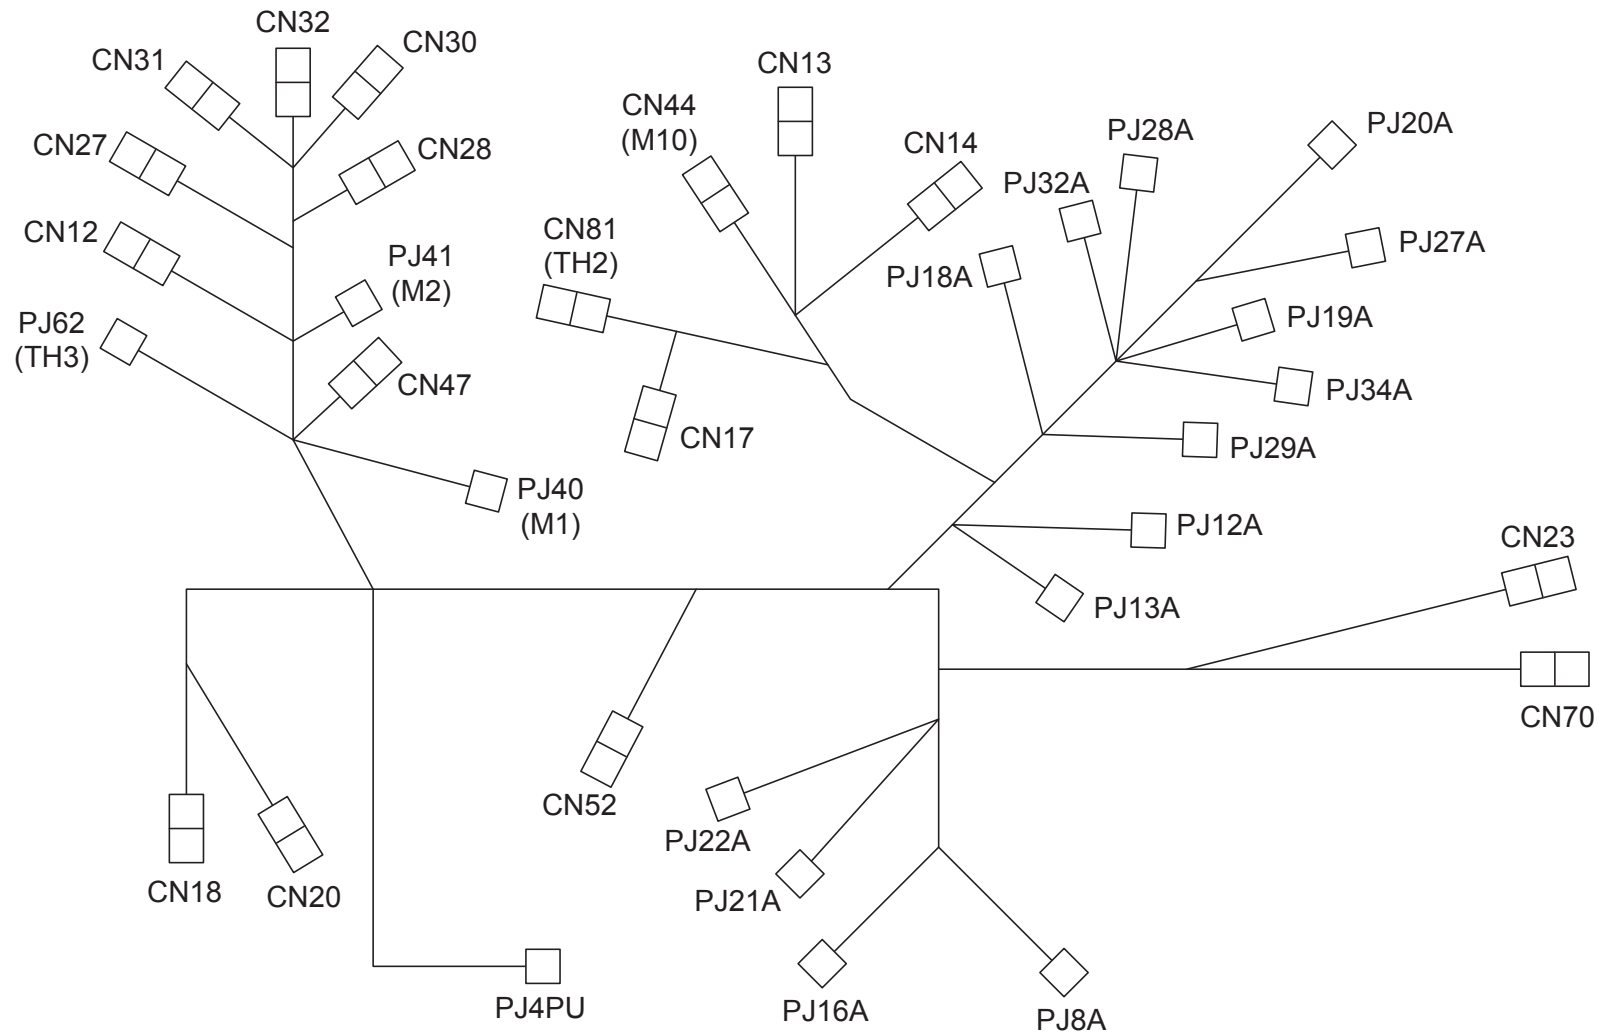 CN32
CN30
CN31
CN27
CN28
CN12
PJ41
(M2)
PJ62
(TH3)
CN47
PJ40
(M1)
CN13
CN44
(M10)
CN14
CN81
(TH2)
CN17
PJ28A
PJ20A
PJ32A
PJ18A
PJ27A
PJ19A
PJ34A
PJ29A
PJ12A
PJ13A
CN23
CN70
CN52
PJ22A
PJ21A
CN18
CN20
PJ4PU
PJ16A
PJ8A